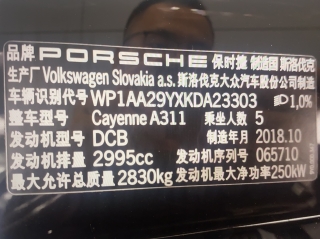 品牌 PORSCHE 保时捷 制造国 斯洛伐克
生产厂 Volkswagen Slovakia a.s. 斯洛伐克大众汽车股份公司制造
车辆识别代号 WP1AA29YXKDA23303 1,0%
整车型号 Cayenne A311 乘坐人数 5
发动机型号 DCB 制造年月 2018.10
发动机排量 2995cc 发动机序列号 065710
最大允许总质量 2830kg 发动机最大净功率 250kW